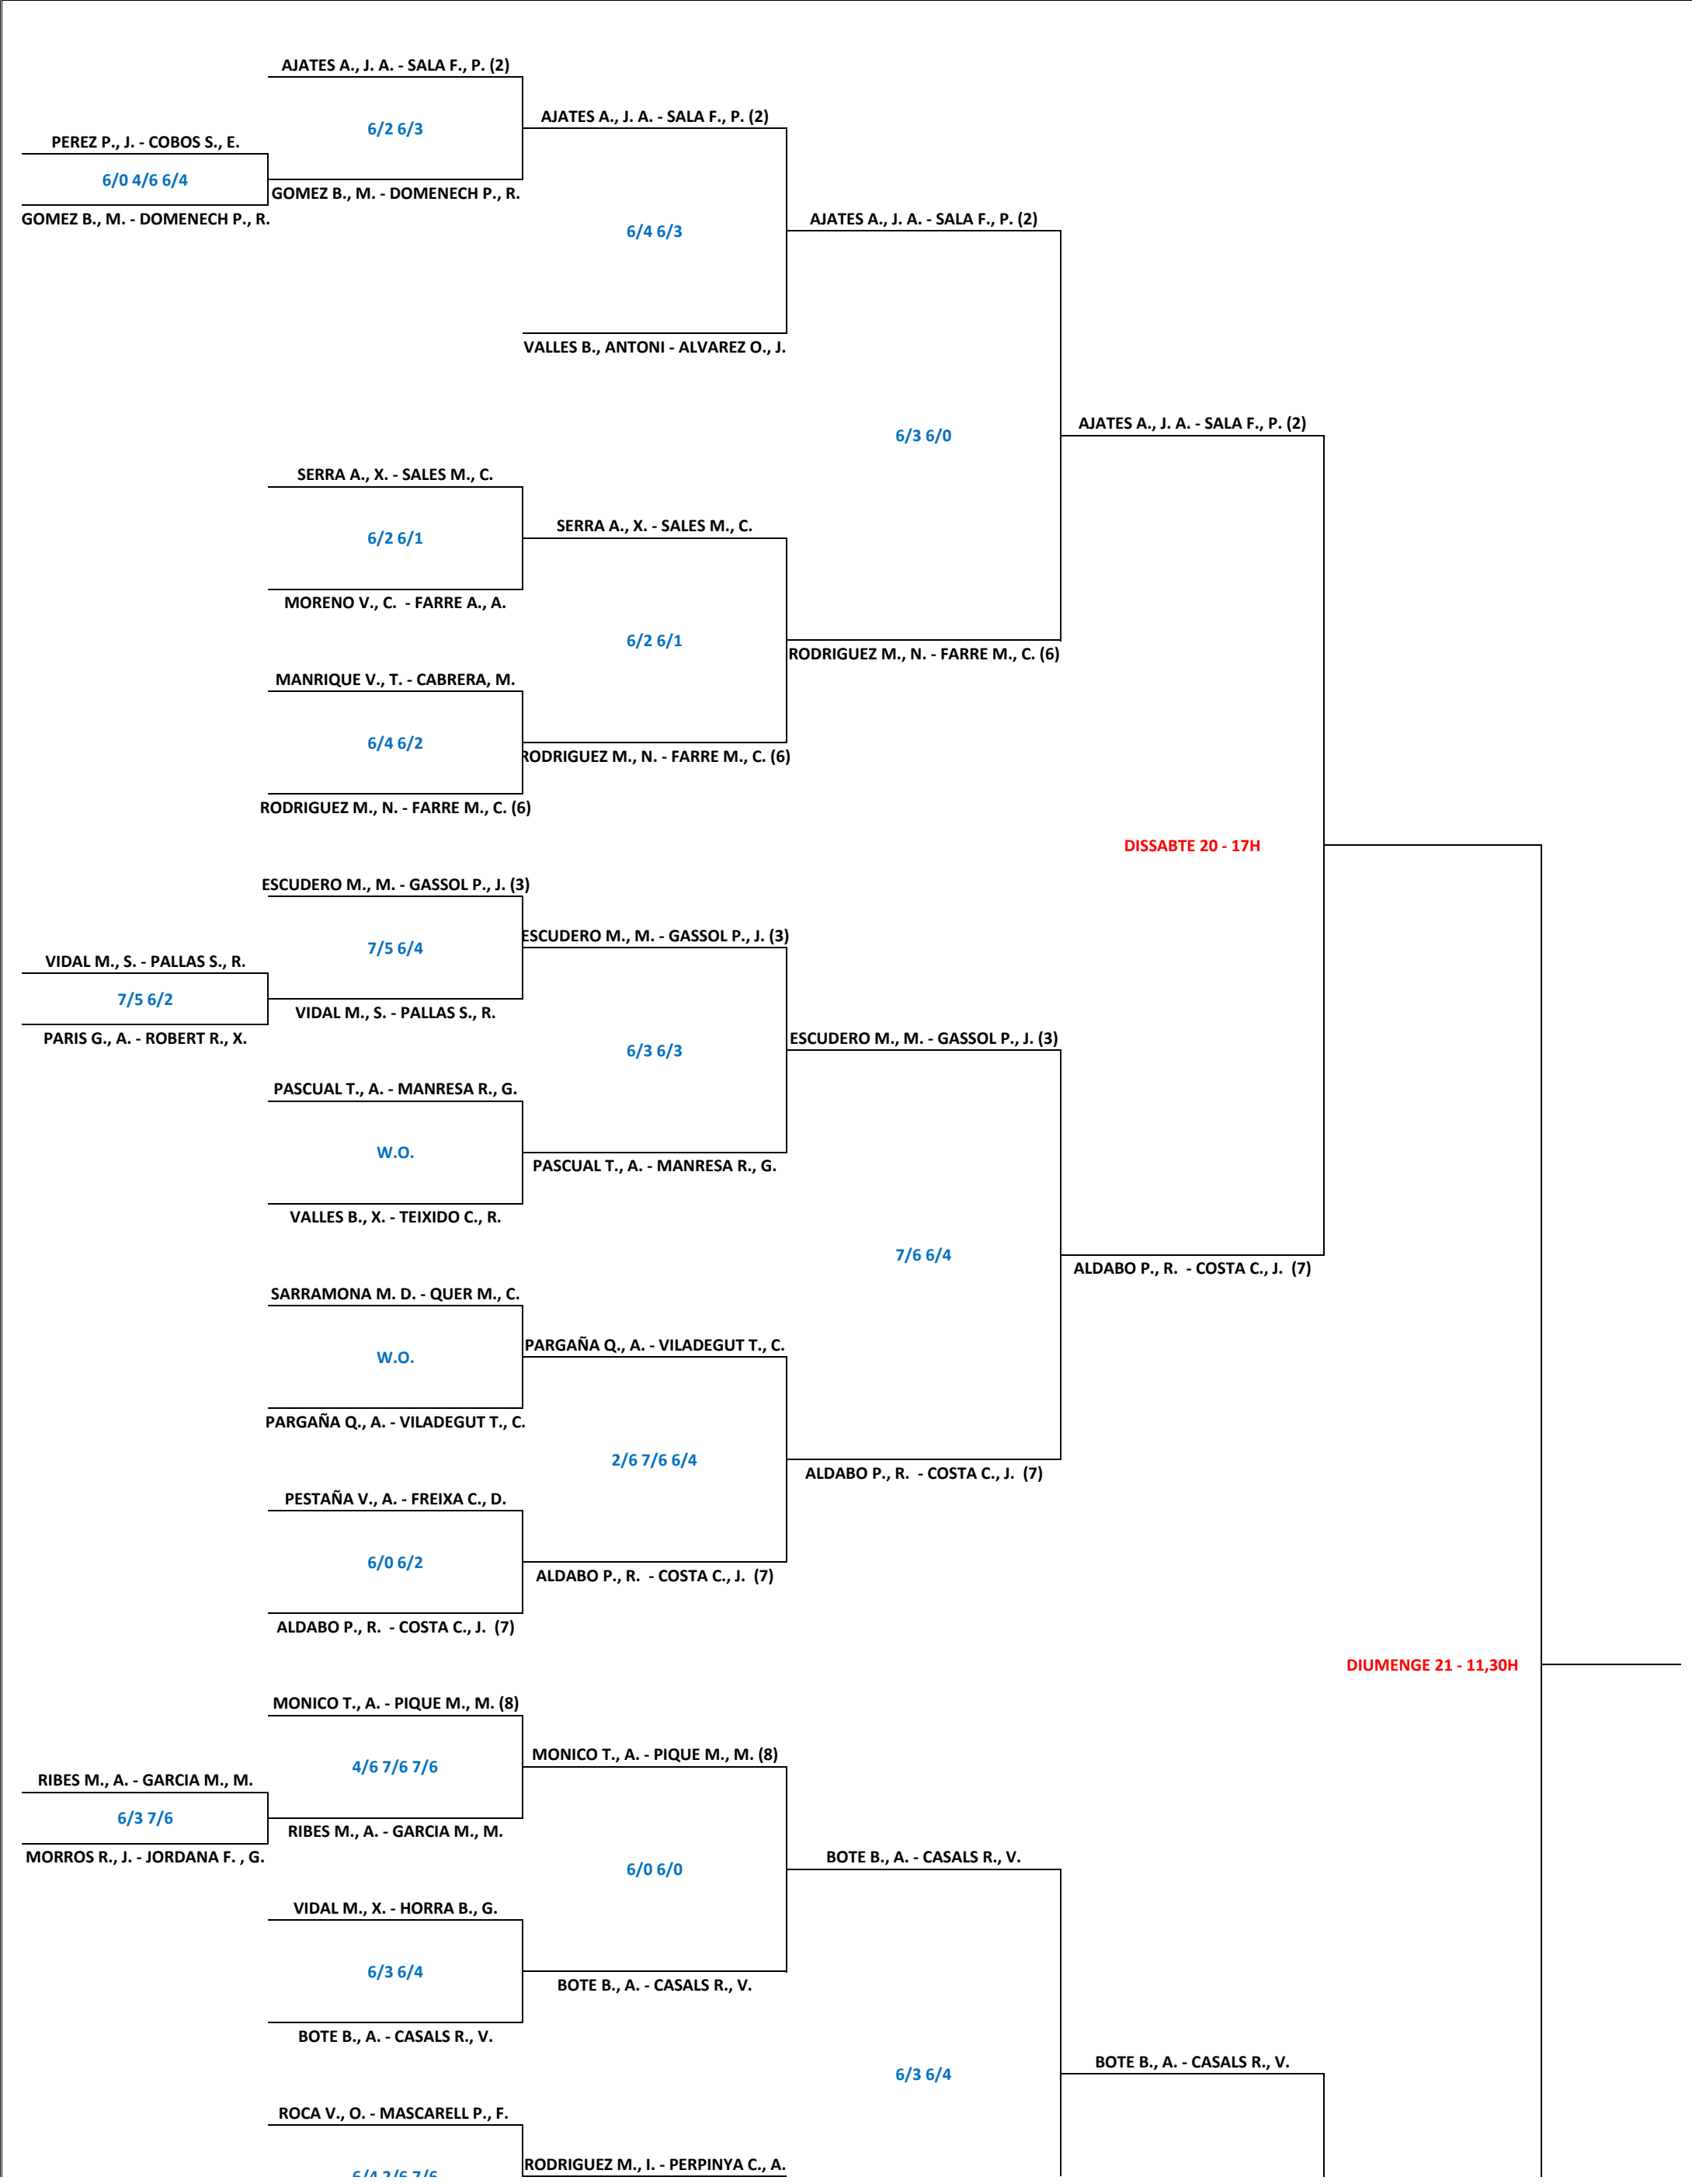 AJATES A., J. A. - SALA F., P. (2)
AJATES A., J. A. - SALA F., P. (2)
6/2 6/3
PEREZ P., J. - COBOS S., E.
6/0 4/6 6/4
GOMEZ B., M. - DOMENECH P., R.
GOMEZ B., M. - DOMENECH P., R.
AJATES A., J. A. - SALA F., P. (2)
6/4 6/3
VALLES B., ANTONI - ALVAREZ O., J.
AJATES A., J. A. - SALA F., P. (2)
6/3 6/0
SERRA A., X. - SALES M., C.
SERRA A., X. - SALES M., C.
6/2 6/1
MORENO V., C.  - FARRE A., A.
6/2 6/1
RODRIGUEZ M., N. - FARRE M., C. (6)
MANRIQUE V., T. - CABRERA, M.
6/4 6/2
RODRIGUEZ M., N. - FARRE M., C. (6)
RODRIGUEZ M., N. - FARRE M., C. (6)
DISSABTE 20 - 17H
ESCUDERO M., M. - GASSOL P., J. (3)
ESCUDERO M., M. - GASSOL P., J. (3)
7/5 6/4
VIDAL M., S. - PALLAS S., R.
7/5 6/2
VIDAL M., S. - PALLAS S., R.
PARIS G., A. - ROBERT R., X.
6/3 6/3
ESCUDERO M., M. - GASSOL P., J. (3)
PASCUAL T., A. - MANRESA R., G.
W.O.
PASCUAL T., A. - MANRESA R., G.
VALLES B., X. - TEIXIDO C., R.
7/6 6/4
ALDABO P., R.  - COSTA C., J.  (7)
SARRAMONA M. D. - QUER M., C.
PARGAÑA Q., A. - VILADEGUT T., C.
W.O.
PARGAÑA Q., A. - VILADEGUT T., C.
2/6 7/6 6/4
ALDABO P., R.  - COSTA C., J.  (7)
PESTAÑA V., A. - FREIXA C., D.
6/0 6/2
ALDABO P., R.  - COSTA C., J.  (7)
ALDABO P., R.  - COSTA C., J.  (7)
DIUMENGE 21 - 11,30H
MONICO T., A. - PIQUE M., M. (8)
MONICO T., A. - PIQUE M., M. (8)
4/6 7/6 7/6
RIBES M., A. - GARCIA M., M.
6/3 7/6
RIBES M., A. - GARCIA M., M.
MORROS R., J. - JORDANA F. , G.
6/0 6/0
BOTE B., A. - CASALS R., V.
VIDAL M., X. - HORRA B., G.
6/3 6/4
BOTE B., A. - CASALS R., V.
BOTE B., A. - CASALS R., V.
6/3 6/4
BOTE B., A. - CASALS R., V.
ROCA V., O. - MASCARELL P., F.
RODRIGUEZ M., I. - PERPINYA C., A.
6/4 2/6 7/6